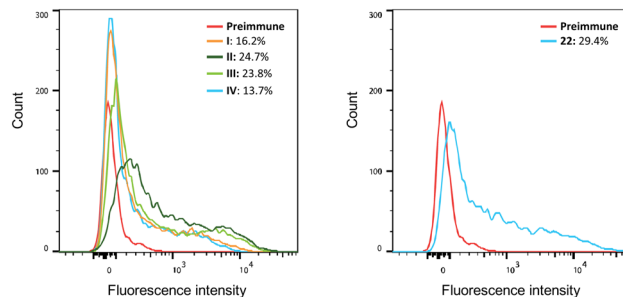 300
200
100
0
Count
0
10³
10⁴
Fluorescence intensity
Preimmune
I: 16.2%
II: 24.7%
III: 23.8%
IV: 13.7%
300
200
100
0
Count
0
10³
10⁴
Fluorescence intensity
Preimmune
22: 29.4%